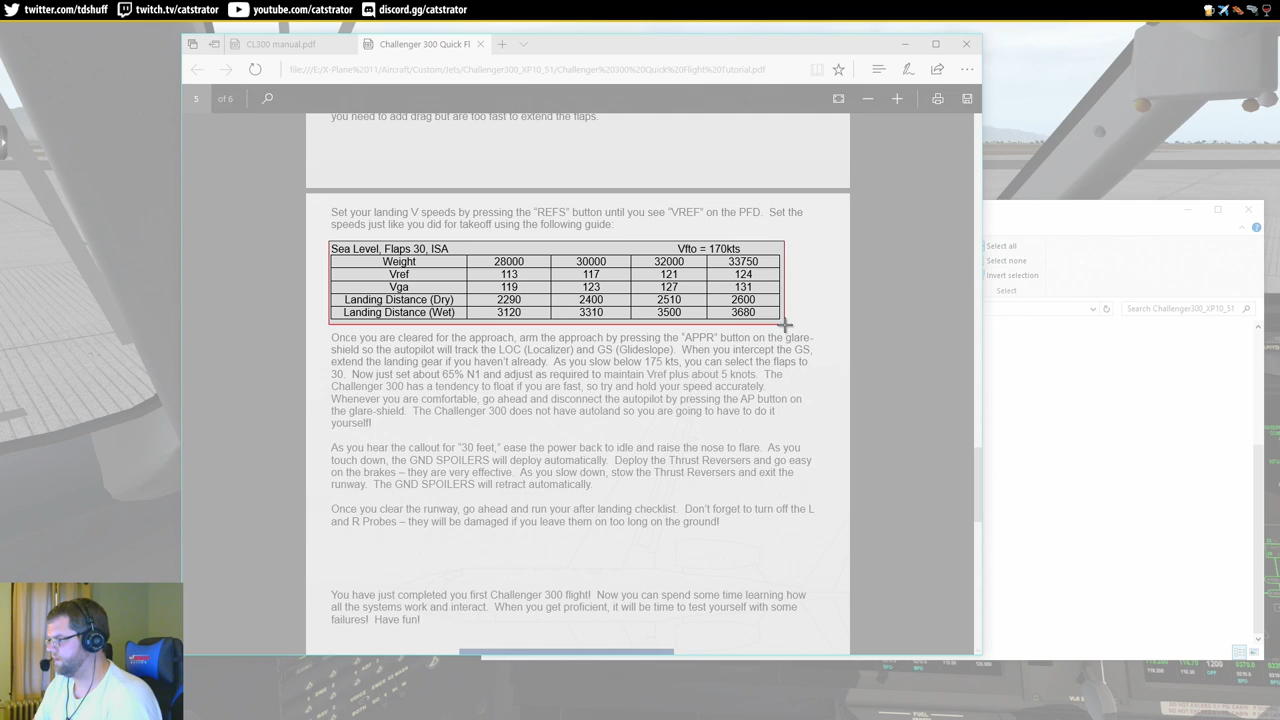 twitter.com/tdshuff
twitch.tv/catstrator
youtube.com/catstrator
discord.gg/catstrator
CL300 manual.pdf
Challenger 300 Quick Fl
file:///E:/X-Plane%2011/Aircraft/Custom/Jets/Challenger300_XP10_51/Challenger%20300%20Quick%20Flight%20Tutorial.pdf
5 of 6
you need to add drag but are too fast to extend the flaps.
Set your landing V speeds by pressing the "REFS" button until you see "VREF" on the PFD. Set the
speeds just like you did for takeoff using the following guide:
Sea Level, Flaps 30, ISA Vfto = 170kts
Weight 28000 30000 32000 33750
Vref 113 117 121 124
Vga 119 123 127 131
Landing Distance (Dry) 2290 2400 2510 2600
Landing Distance (Wet) 3120 3310 3500 3680
Once you are cleared for the approach, arm the approach by pressing the "APPR" button on the glare-
shield so the autopilot will track the LOC (Localizer) and GS (Glideslope). When you intercept the GS,
extend the landing gear if you haven't already. As you slow below 175 kts, you can select the flaps to
30. Now just set about 65% N1 and adjust as required to maintain Vref plus about 5 knots. The
Challenger 300 has a tendency to float if you are fast, so try and hold your speed accurately.
Whenever you are comfortable, go ahead and disconnect the autopilot by pressing the AP button on
the glare-shield. The Challenger 300 does not have autoland so you are going to have to do it
yourself!
As you hear the callout for "30 feet," ease the power back to idle and raise the nose to flare. As you
touch down, the GND SPOILERS will deploy automatically. Deploy the Thrust Reversers and go easy
on the brakes – they are very effective. As you slow down, stow the Thrust Reversers and exit the
runway. The GND SPOILERS will retract automatically.
Once you clear the runway, go ahead and run your after landing checklist. Don't forget to turn off the L
and R Probes – they will be damaged if you leave them on too long on the ground!
You have just completed you first Challenger 300 flight! Now you can spend some time learning how
all the systems work and interact. When you get proficient, it will be time to test yourself with some
failures! Have fun!
Select all
Select none
Invert selection
Select
Search Challenger300_XP10_51